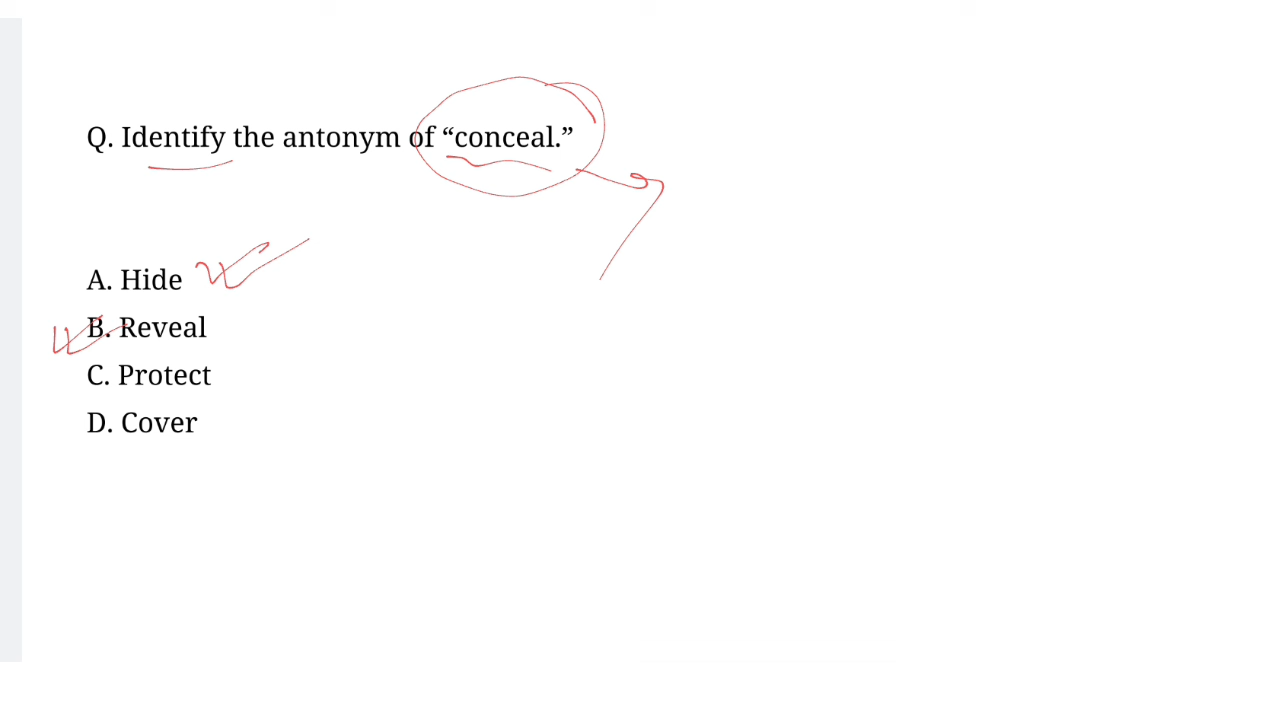 Q. Identify the antonym of “conceal.”
A. Hide
B. Reveal
C. Protect
D. Cover